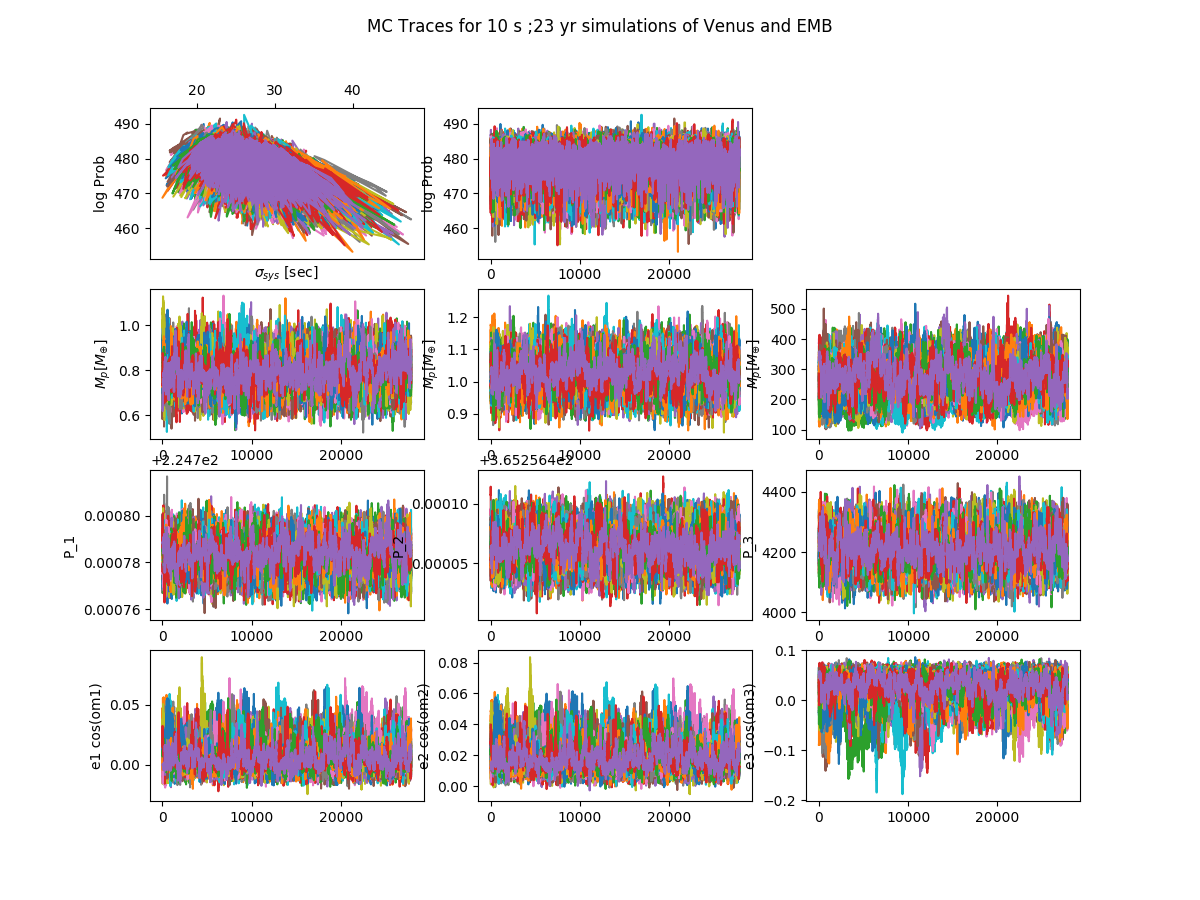 MC Traces for 10 s ;23 yr simulations of Venus and EMB
20 30 40
490
480
470
460
log Prob
σsys [sec]
490
480
470
460
log Prob
0 10000 20000
1.0
0.8
0.6
Mp[M⊕]
0 10000 20000
1.2
1.1
1.0
0.9
Mp[M⊕]
0 10000 20000
500
400
300
200
100
Mp[M⊕]
0 10000 20000
+2.247e2
0.00080
0.00078
0.00076
P_1
0 10000 20000
+3.652564e2
0.00010
0.00005
P_2
0 10000 20000
4400
4200
4000
P_3
0 10000 20000
0.05
0.00
e1 cos(om1)
0 10000 20000
0.08
0.06
0.04
0.02
0.00
e2 cos(om2)
0 10000 20000
0.1
0.0
−0.1
−0.2
e3 cos(om3)
0 10000 20000